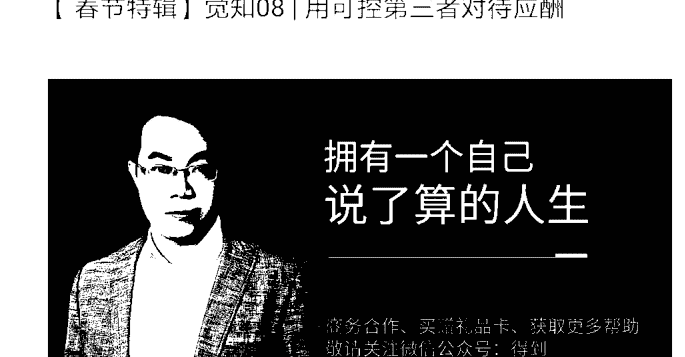 【 春节特辑】觉知08 | 用可控第三者对待应酬
拥有一个自己
说了算的人生
商务合作、买赠礼品卡、获取更多帮助
敬请关注微信公众号：得到